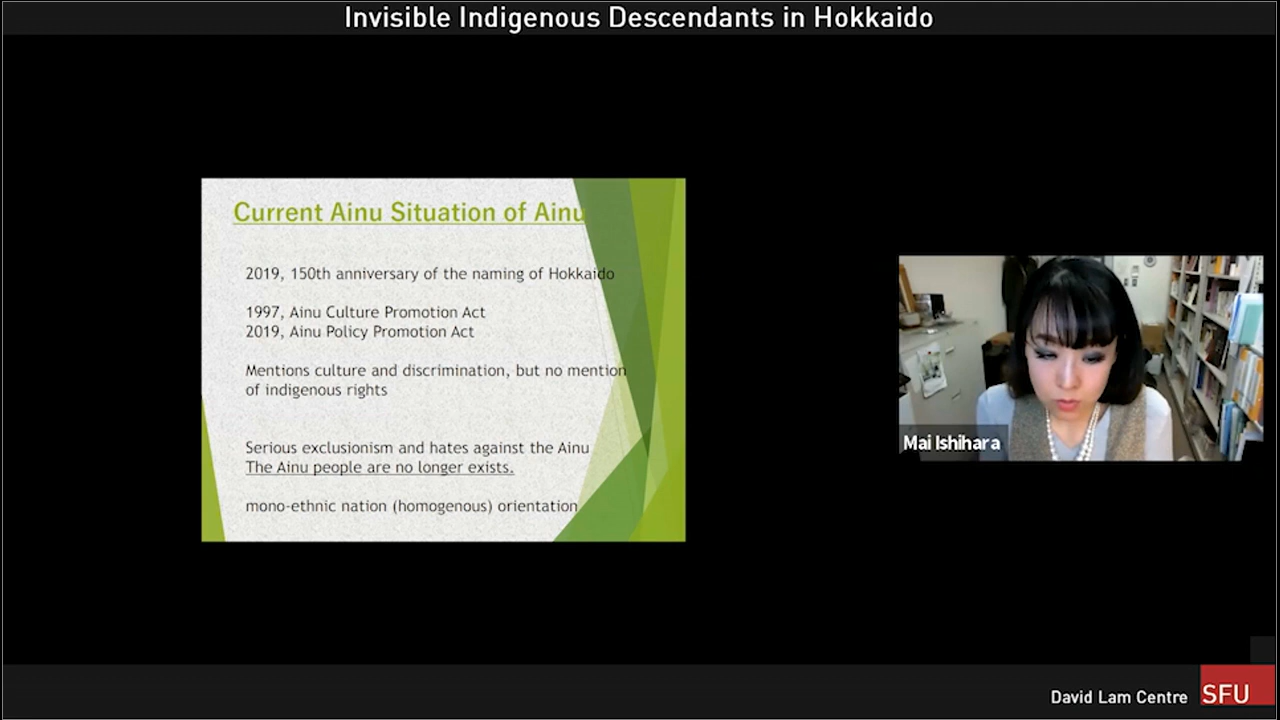 Invisible Indigenous Descendants in Hokkaido
Current Ainu Situation of Ainu
2019, 150th anniversary of the naming of Hokkaido
1997, Ainu Culture Promotion Act
2019, Ainu Policy Promotion Act
Mentions culture and discrimination, but no mention
of indigenous rights
Serious exclusionism and hates against the Ainu
The Ainu people are no longer exists.
mono-ethnic nation (homogenous) orientation
Mai Ishihara
David Lam Centre
SFU